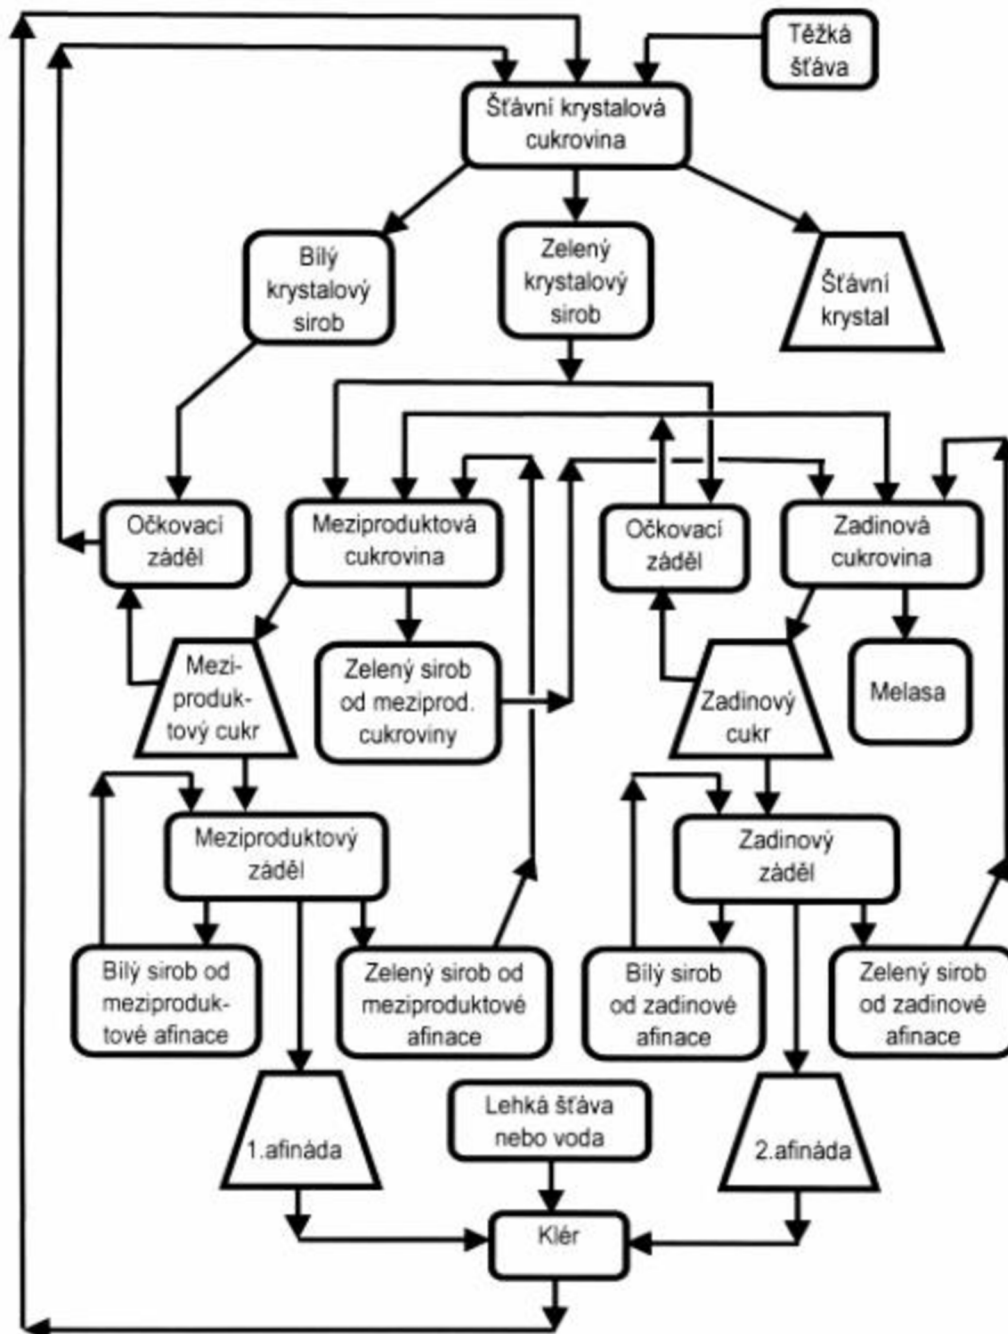 Těžká
šťáva
Šťávní krystalová
cukrovina
Bílý
krystalový
sirob
Zelený
krystalový
sirob
Šťávní
krystal
Očkovací
záděl
Meziproduktová
cukrovina
Očkovací
záděl
Zadinová
cukrovina
Mezi-
produk-
tový cukr
Zelený sirob
od meziprod.
cukroviny
Zadinový
cukr
Melasa
Meziproduktový
záděl
Zadinový
záděl
Bílý sirob od
meziproduk-
tové afinace
Zelený sirob od
meziproduktové
afinace
Bílý sirob
od zadinové
afinace
Zelený sirob
od zadinové
afinace
1.afináda
Lehká šťáva
nebo voda
2.afináda
Klér